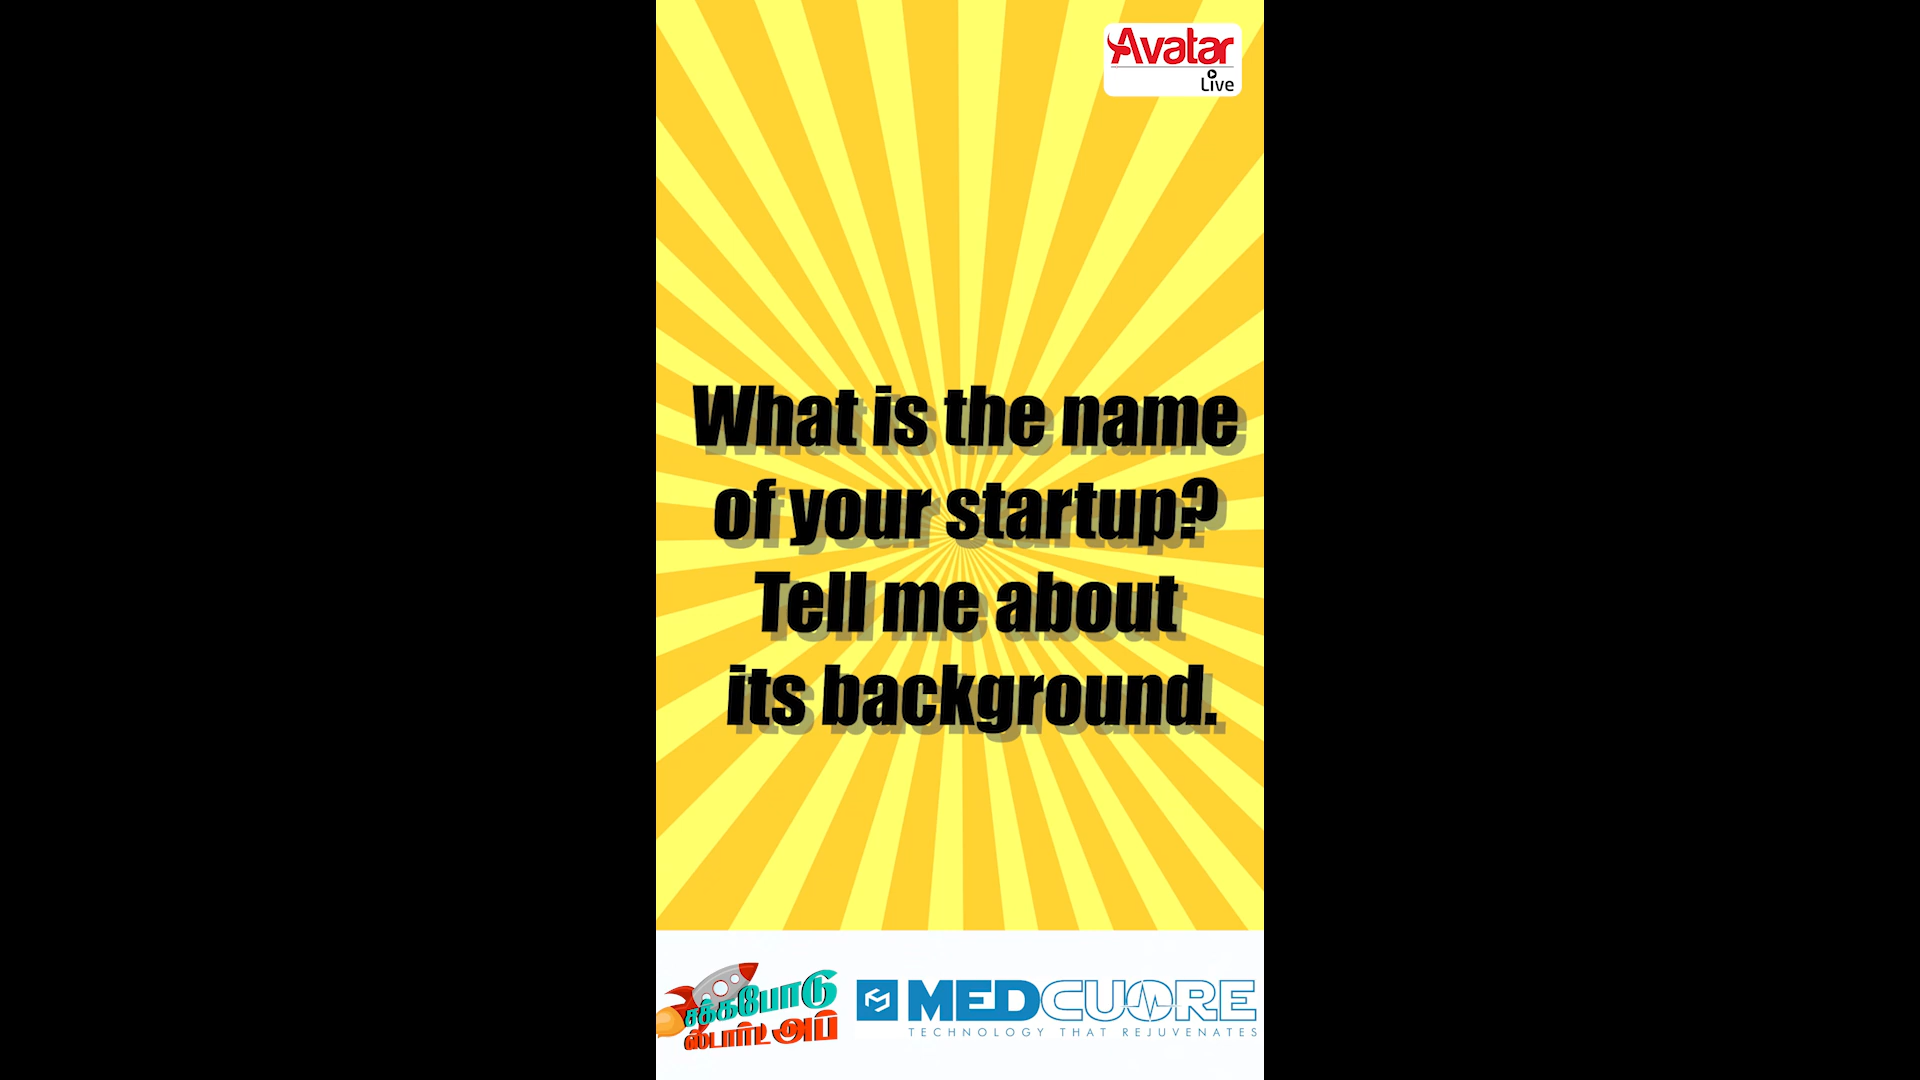 Avatar
Live
What is the name
of your startup?
Tell me about
its background.
சக்கபோடு
ஸ்டார்ட் அப்
MEDCUORE
TECHNOLOGY THAT REJUVENATES